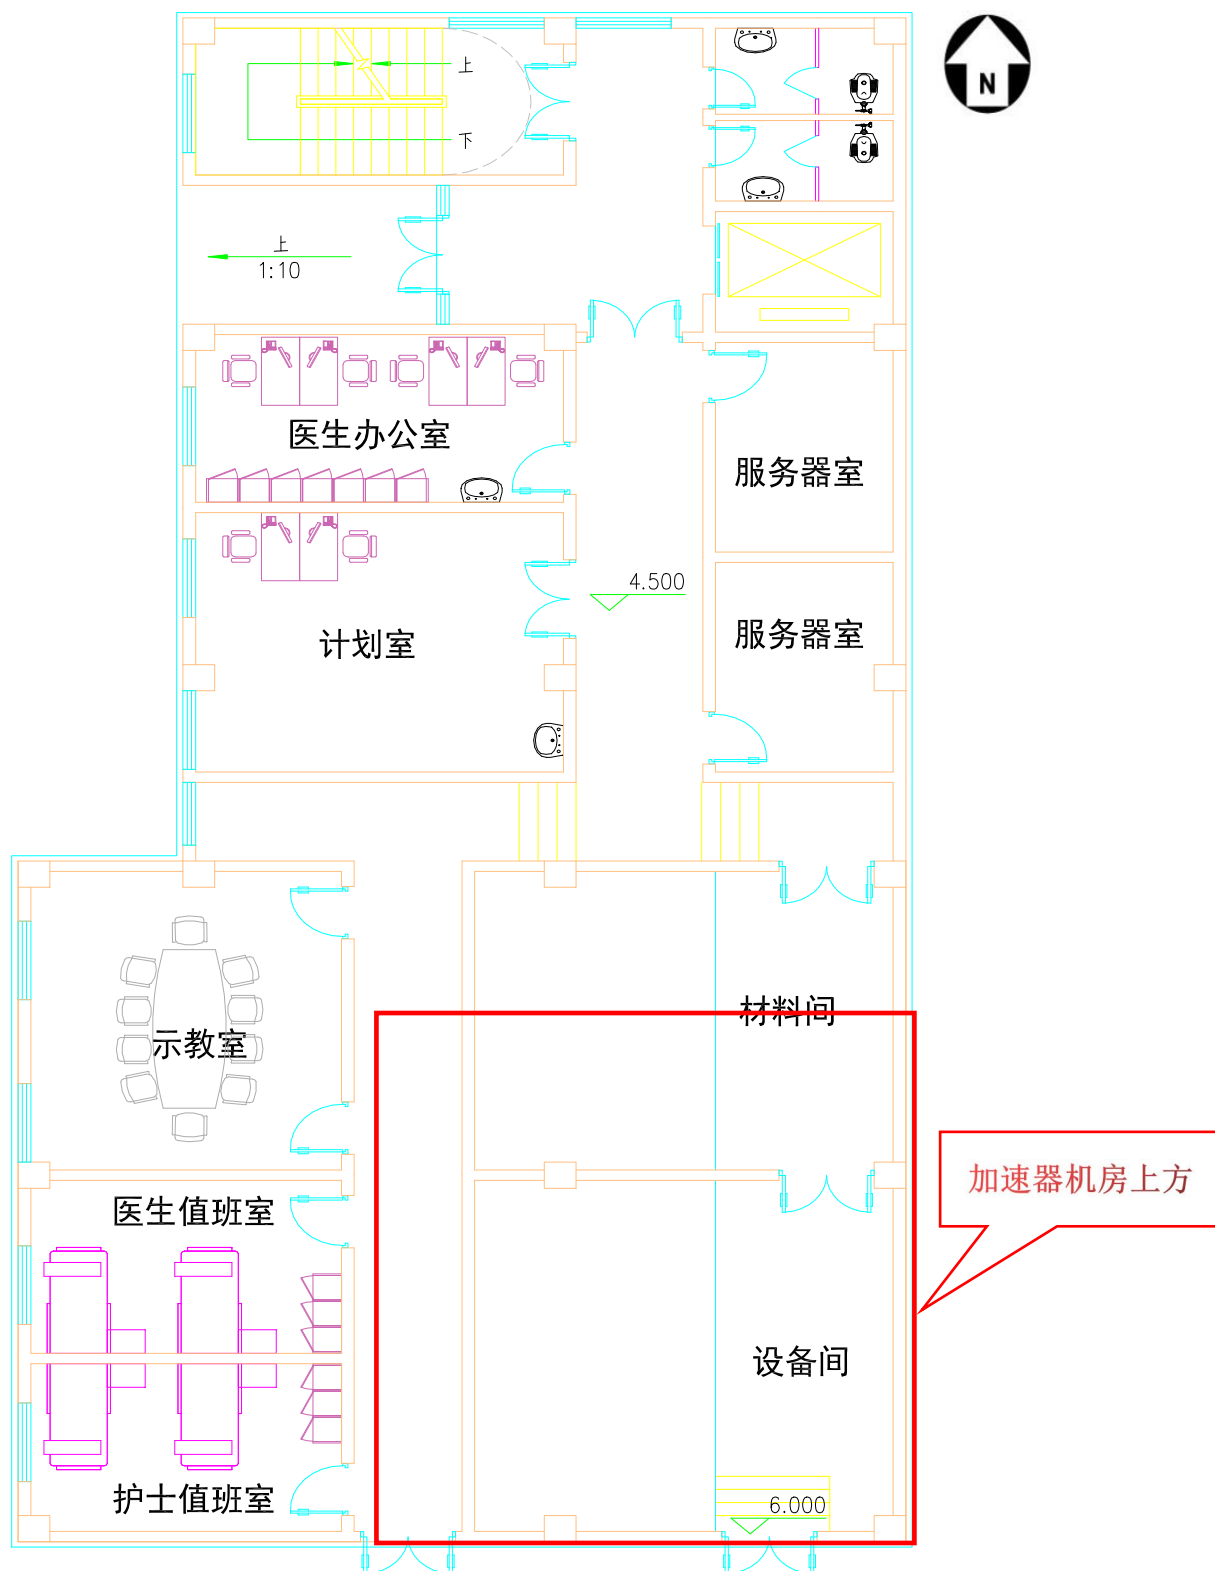 上
N
下
上
1:10
医生办公室
服务器室
4.500
计划室
服务器室
材料间
示教室
加速器机房上方
医生值班室
设备间
护士值班室
6.000